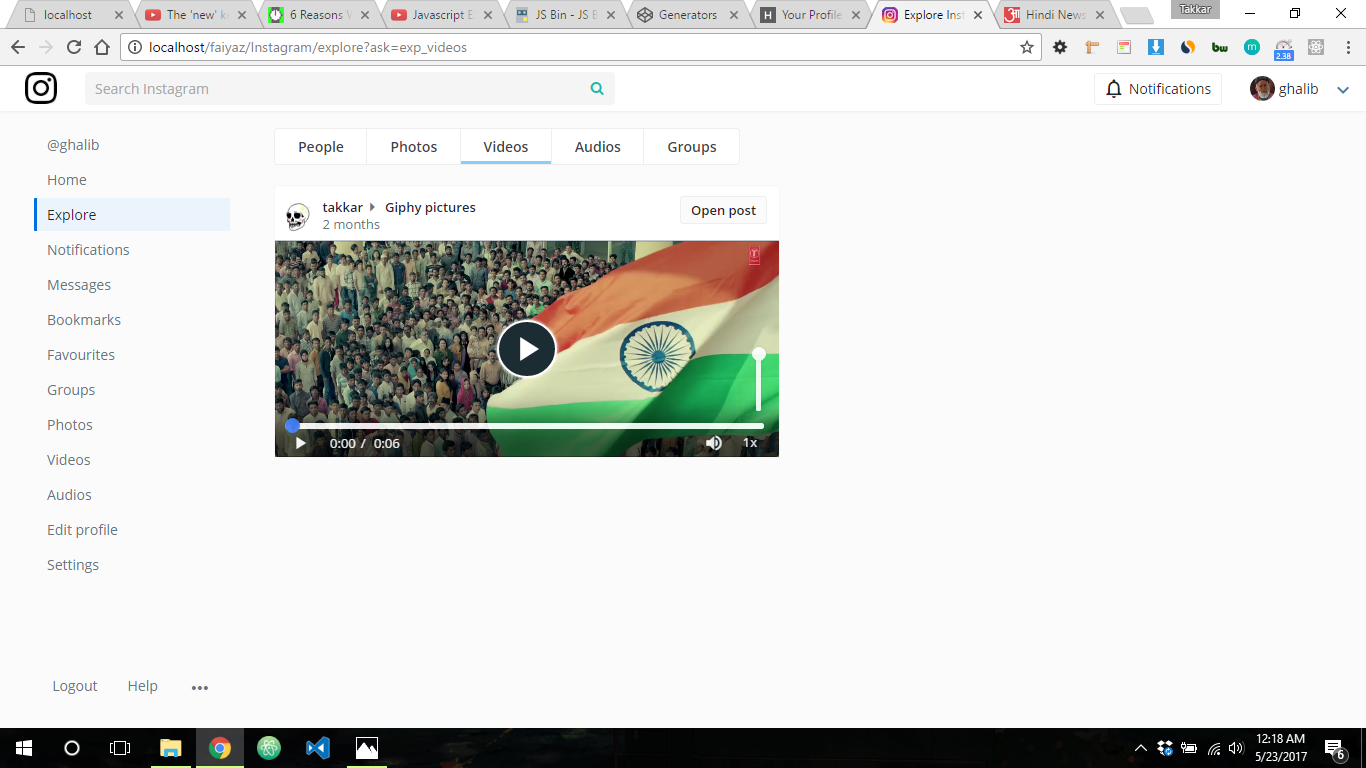 localhost
The 'new' k
6 Reasons
Javascript E
JS Bin - JS B
Generators
Your Profile
Explore Inst
Hindi News
Takkar
localhost/faiyaz/Instagram/explore?ask=exp_videos
bw
m
2.38
Search Instagram
Notifications
ghalib
@ghalib
Home
Explore
Notifications
Messages
Bookmarks
Favourites
Groups
Photos
Videos
Audios
Edit profile
Settings
Logout
Help
People
Photos
Videos
Audios
Groups
takkar
Giphy pictures
2 months
Open post
0:00 / 0:06
1x
12:18 AM
5/23/2017
6